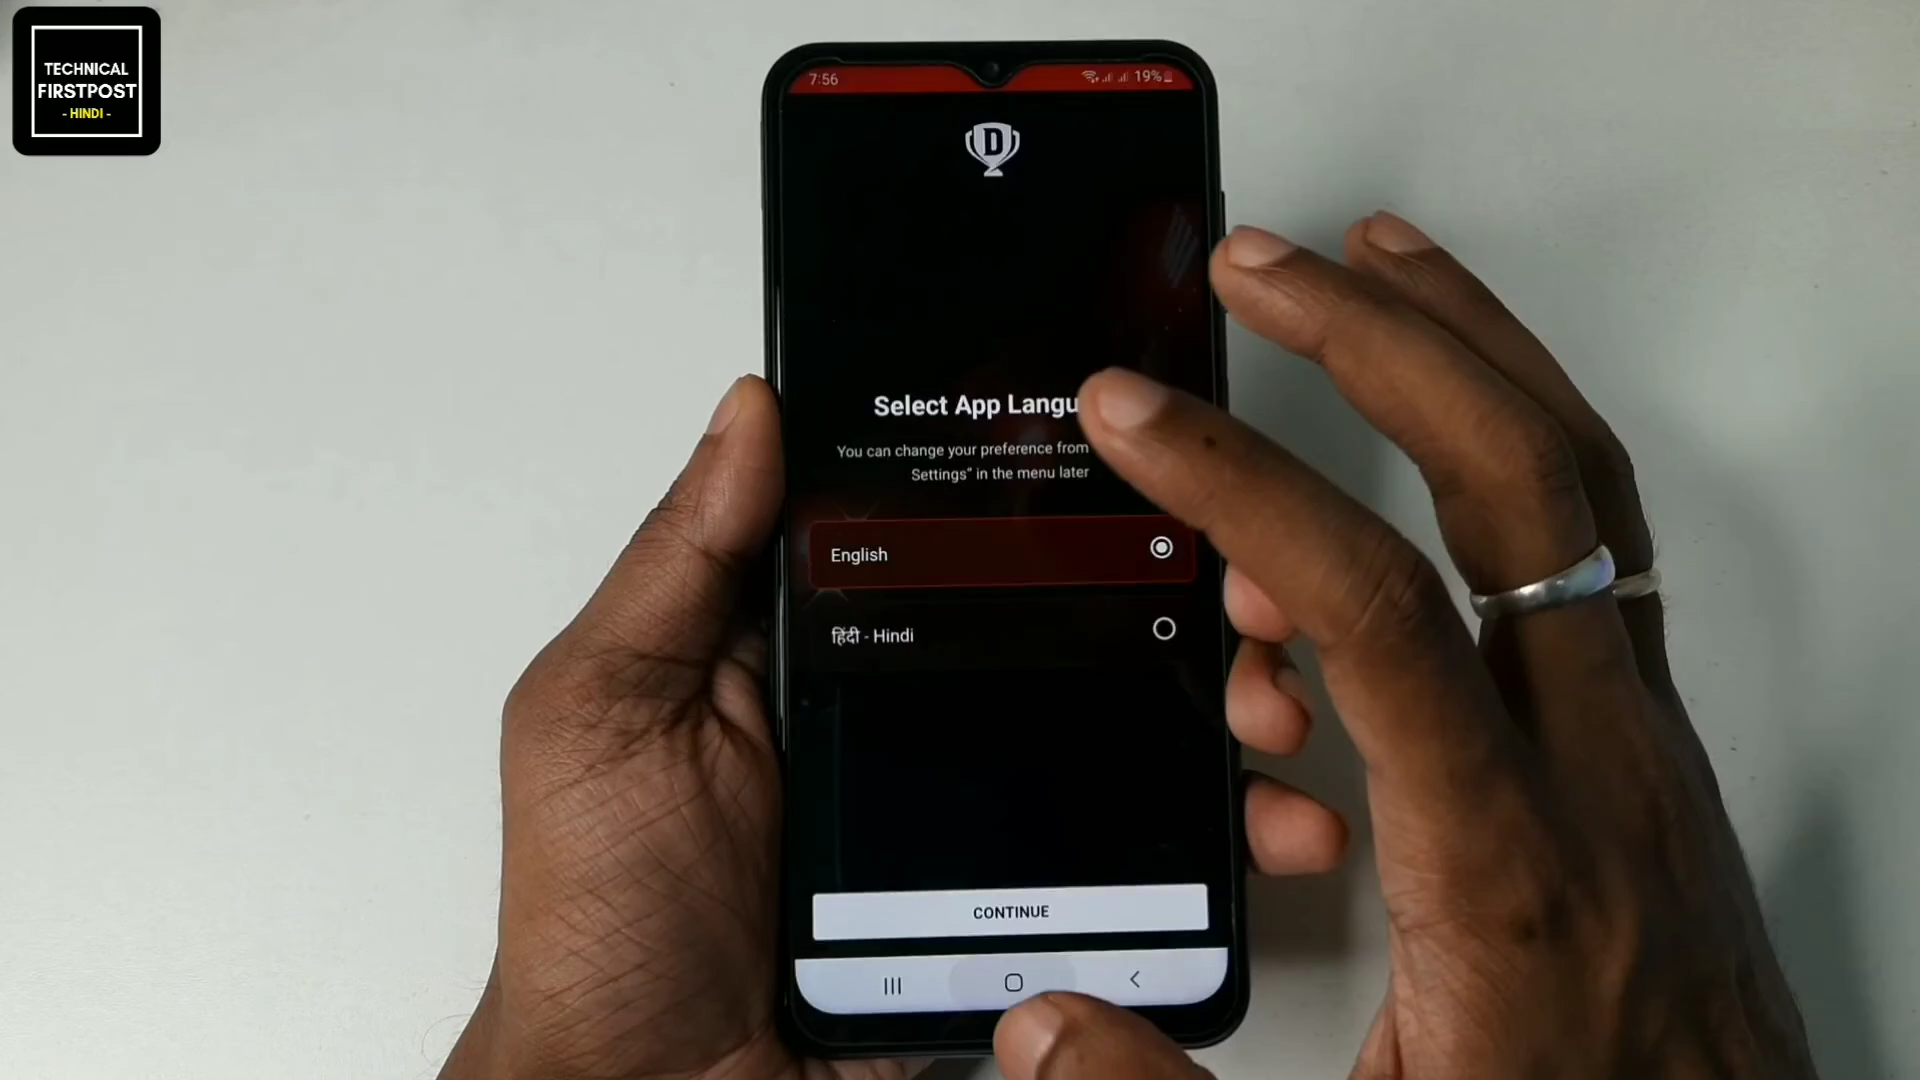 TECHNICAL
FIRSTPOST
- HINDI -
7:56
19%
D
Select App Langu
You can change your preference from
Settings" in the menu later
English
हिंदी - Hindi
CONTINUE